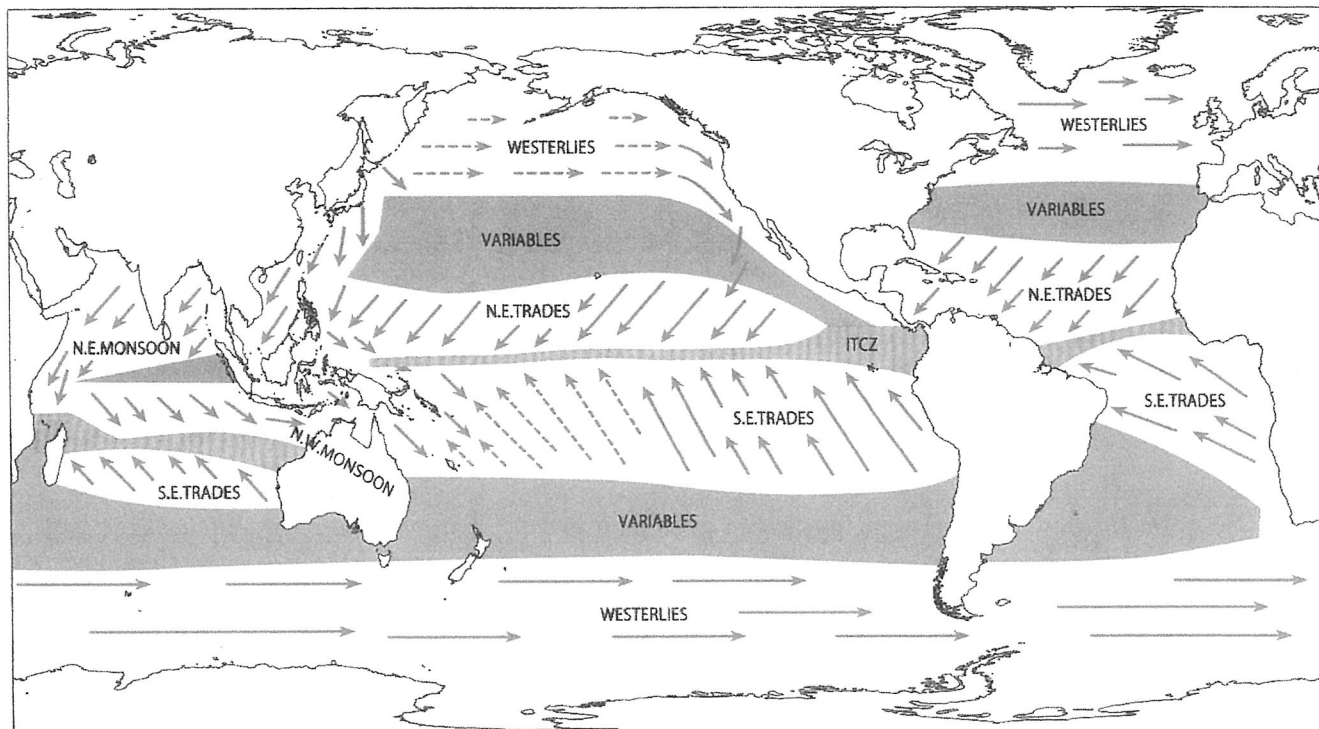 WESTERLIES
WESTERLIES
VARIABLES
VARIABLES
N.E.TRADES
N.E.TRADES
N.E.MONSOON
ITCZ
S.E.TRADES
S.E.TRADES
N.W.MONSOON
S.E.TRADES
VARIABLES
WESTERLIES